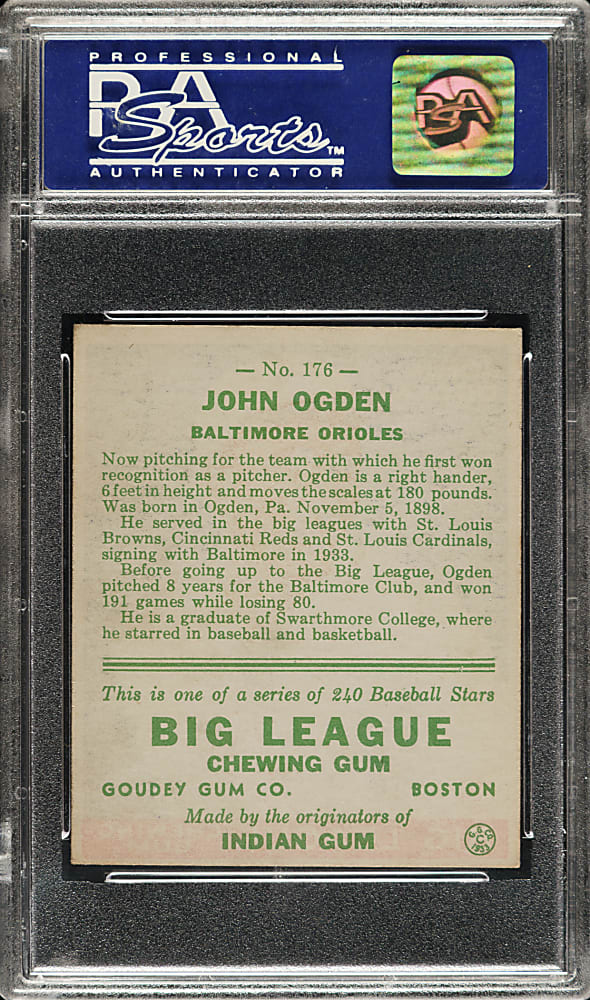 PROFESSIONAL
PSA
Sports™
AUTHENTICATOR
PSA
— No. 176 —
JOHN OGDEN
BALTIMORE ORIOLES
Now pitching for the team with which he first won
recognition as a pitcher. Ogden is a right hander,
6 feet in height and moves the scales at 180 pounds.
Was born in Ogden, Pa. November 5, 1898.
He served in the big leagues with St. Louis
Browns, Cincinnati Reds and St. Louis Cardinals,
signing with Baltimore in 1933.
Before going up to the Big League, Ogden
pitched 8 years for the Baltimore Club, and won
191 games while losing 80.
He is a graduate of Swarthmore College, where
he starred in baseball and basketball.
This is one of a series of 240 Baseball Stars
BIG LEAGUE
CHEWING GUM
GOUDEY GUM CO. BOSTON
Made by the originators of
INDIAN GUM
G.G.CO.
C
1933